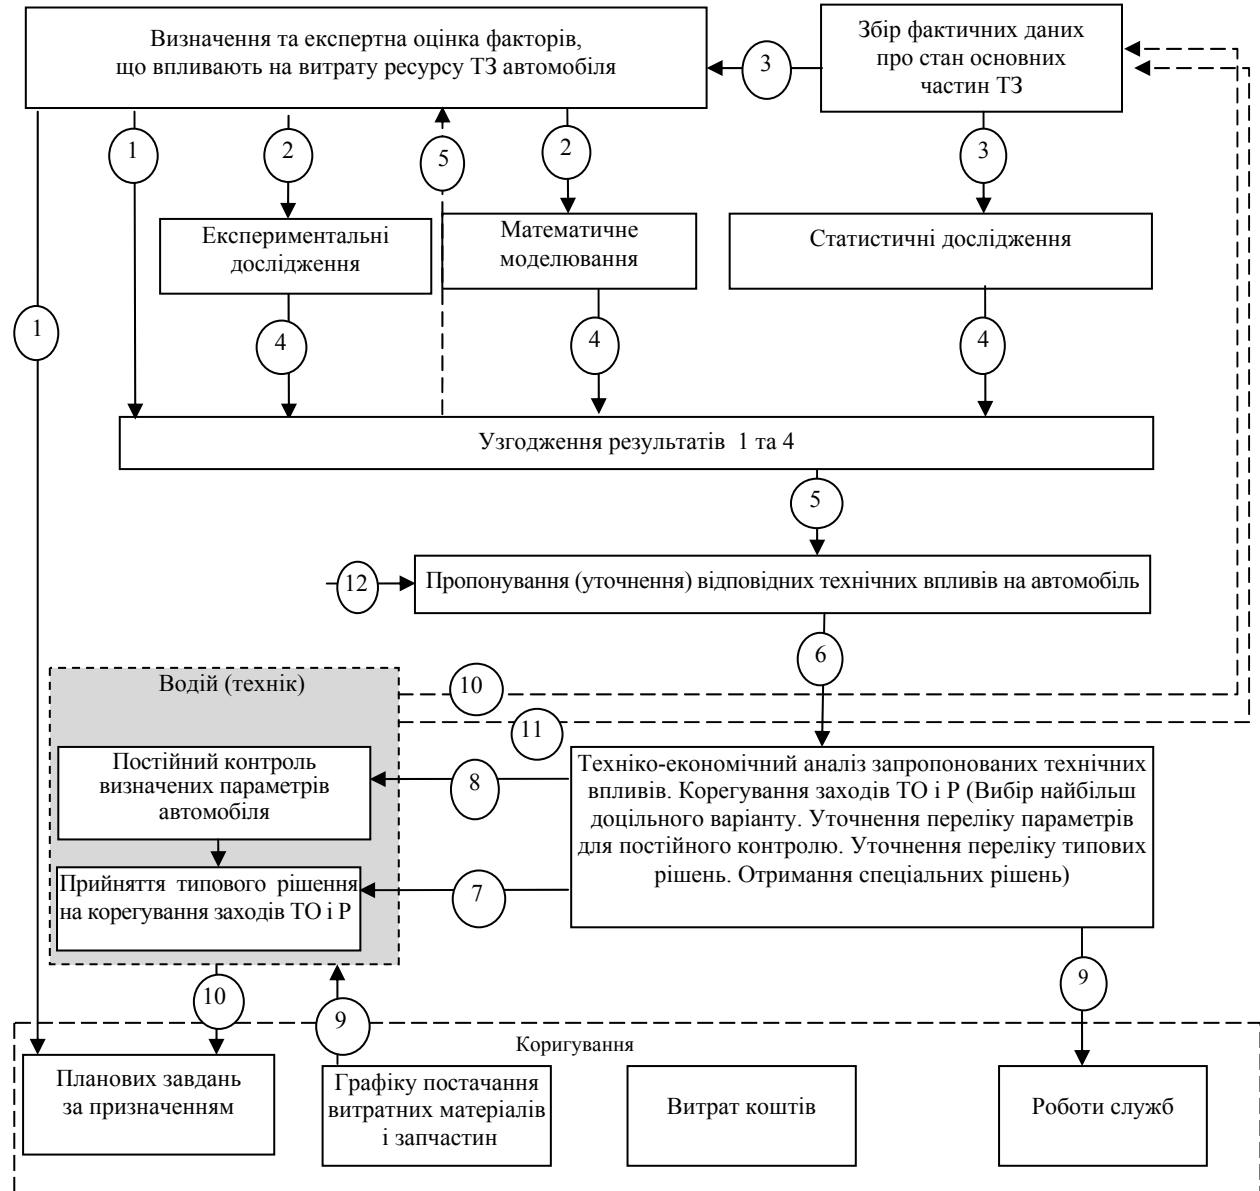 Визначення та експертна оцінка факторів,
що впливають на витрату ресурсу ТЗ автомобіля
Збір фактичних даних
про стан основних
частин ТЗ
3
1
2
5
2
3
Експериментальні
дослідження
Математичне
моделювання
Статистичні дослідження
1
4
4
4
Узгодження результатів 1 та 4
5
12
Пропонування (уточнення) відповідних технічних впливів на автомобіль
6
Водій (технік)
10
11
Постійний контроль
визначених параметрів
автомобіля
8
Техніко-економічний аналіз запропонованих технічних
впливів. Корегування заходів ТО і Р (Вибір найбільш
доцільного варіанту. Уточнення переліку параметрів
для постійного контролю. Уточнення переліку типових
рішень. Отримання спеціальних рішень)
Прийняття типового рішення
на корегування заходів ТО і Р
7
10
9
9
Коригування
Планових завдань
за призначенням
Графіку постачання
витратних матеріалів
і запчастин
Витрат коштів
Роботи служб